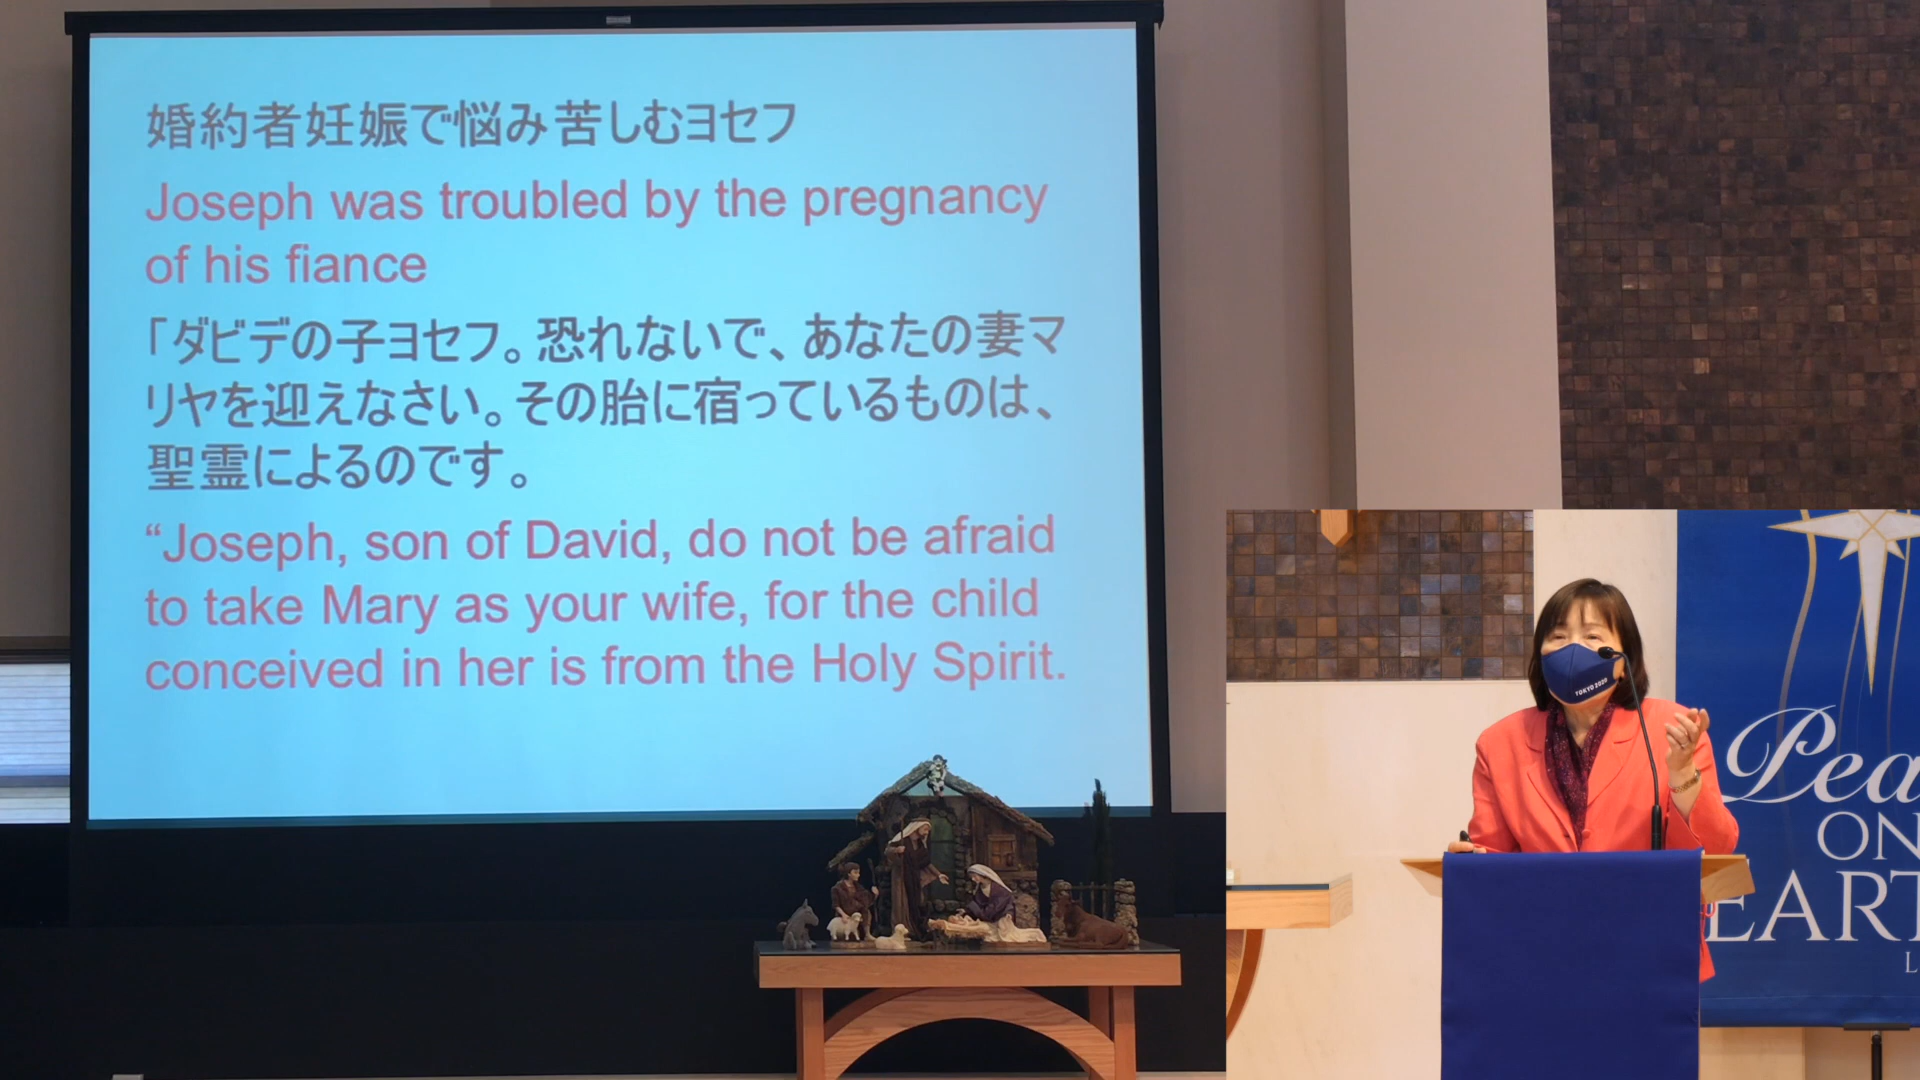 婚約者妊娠で悩み苦しむヨセフ
Joseph was troubled by the pregnancy
of his fiance
「ダビデの子ヨセフ。恐れないで、あなたの妻マ
リヤを迎えなさい。その胎に宿っているものは、
聖霊によるのです。
“Joseph, son of David, do not be afraid
to take Mary as your wife, for the child
conceived in her is from the Holy Spirit.
TOKYO 2020
Pea
ON
EART
L